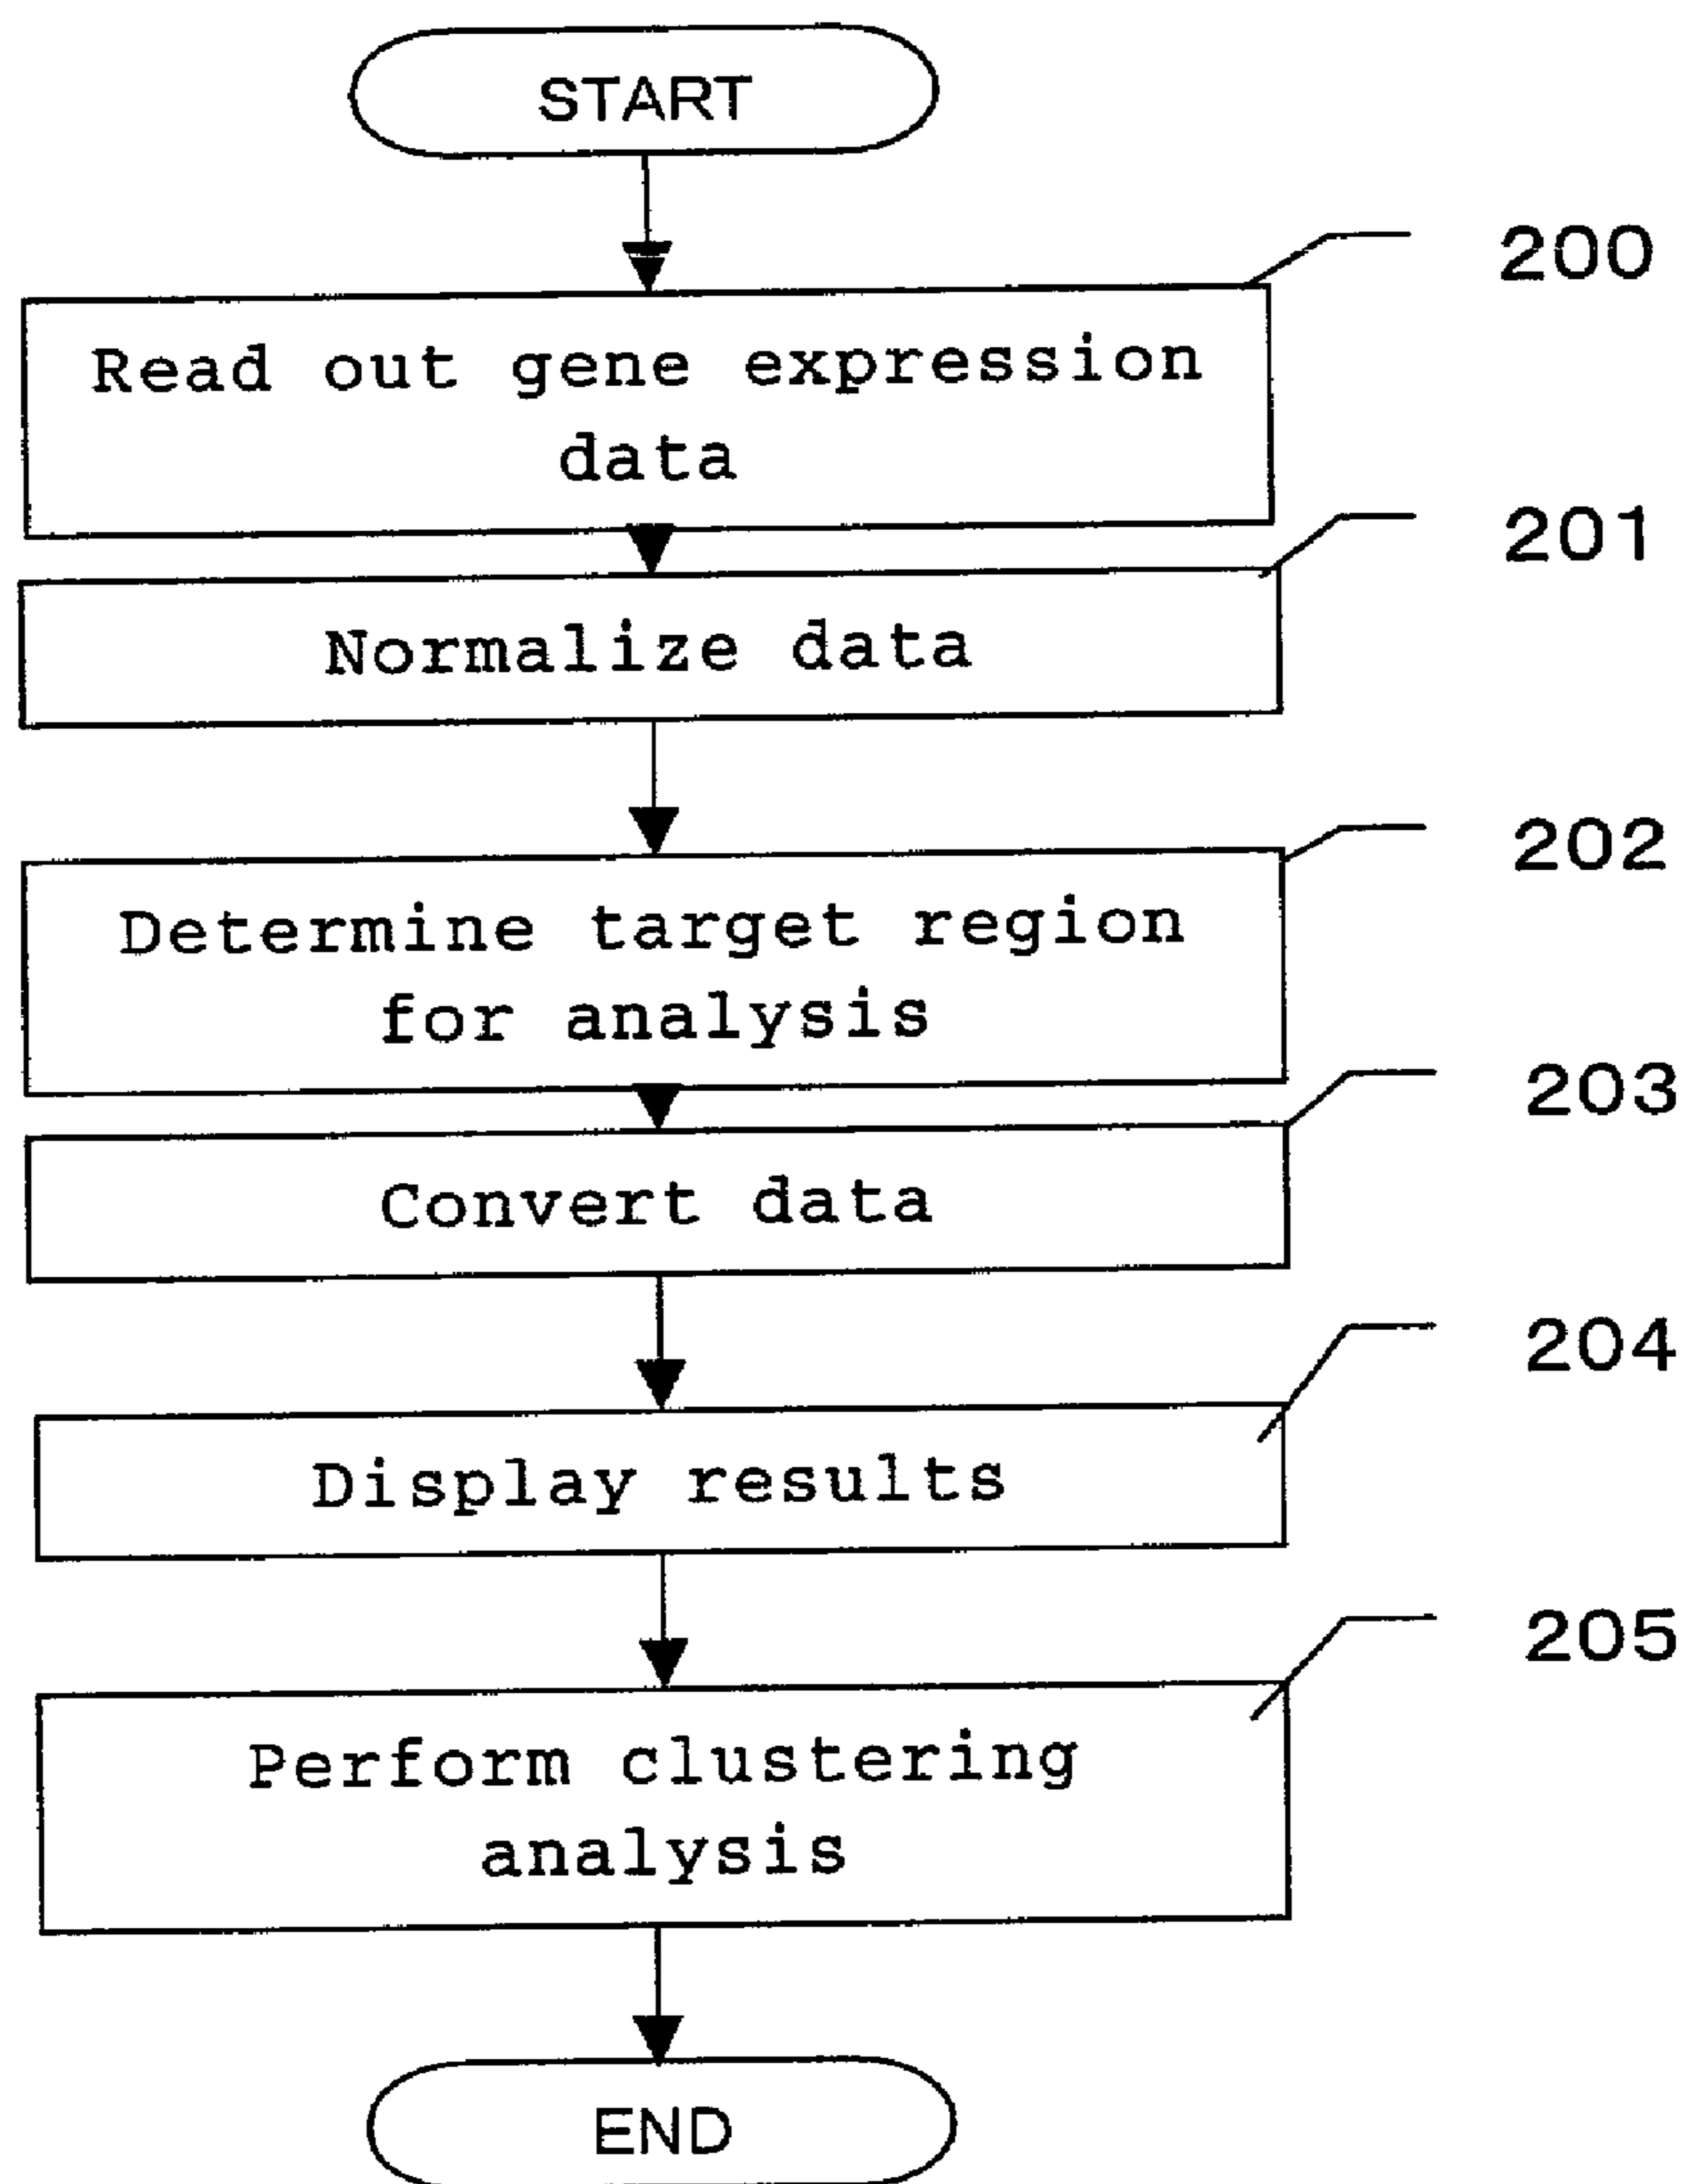 START
200
Read out gene expression
data
201
Normalize data
202
Determine target region
for analysis
203
Convert data
204
Display results
205
Perform clustering
analysis
END